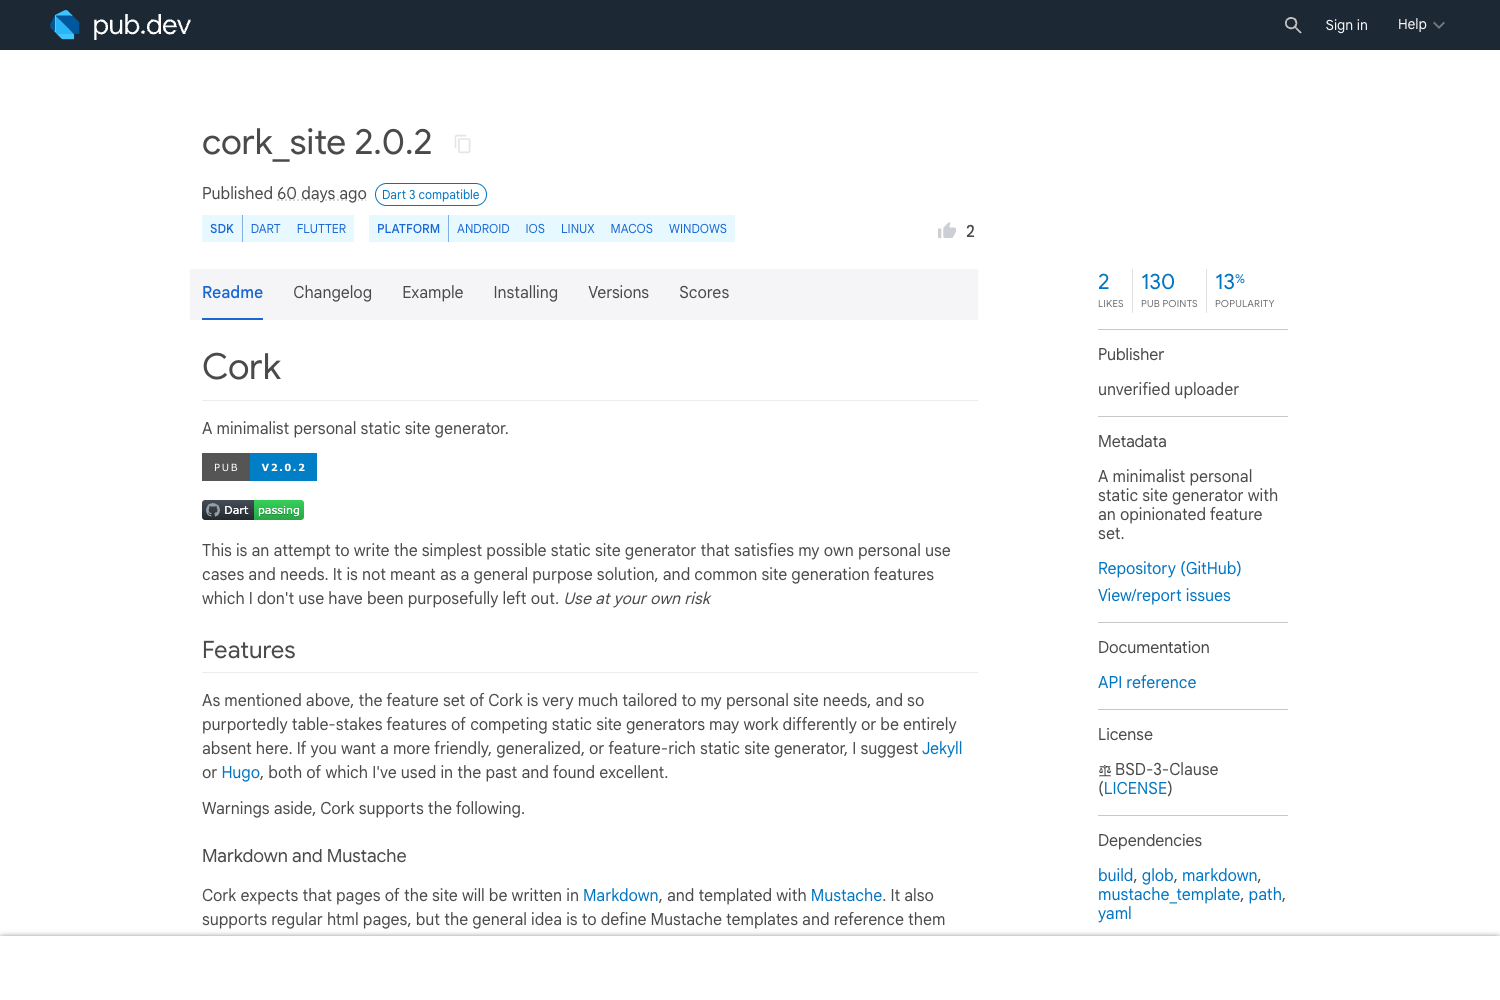 pub.dev
Sign in
Help
cork_site 2.0.2
Published 60 days ago Dart 3 compatible
SDK DART FLUTTER PLATFORM ANDROID IOS LINUX MACOS WINDOWS
2
Readme Changelog Example Installing Versions Scores
Cork
A minimalist personal static site generator.
PUB V2.0.2
Dart passing
This is an attempt to write the simplest possible static site generator that satisfies my own personal use
cases and needs. It is not meant as a general purpose solution, and common site generation features
which I don't use have been purposefully left out. Use at your own risk
Features
As mentioned above, the feature set of Cork is very much tailored to my personal site needs, and so
purportedly table-stakes features of competing static site generators may work differently or be entirely
absent here. If you want a more friendly, generalized, or feature-rich static site generator, I suggest Jekyll
or Hugo, both of which I've used in the past and found excellent.
Warnings aside, Cork supports the following.
Markdown and Mustache
Cork expects that pages of the site will be written in Markdown, and templated with Mustache. It also
supports regular html pages, but the general idea is to define Mustache templates and reference them
2 130 13%
LIKES PUB POINTS POPULARITY
Publisher
unverified uploader
Metadata
A minimalist personal
static site generator with
an opinionated feature
set.
Repository (GitHub)
View/report issues
Documentation
API reference
License
BSD-3-Clause
(LICENSE)
Dependencies
build, glob, markdown,
mustache_template, path,
yaml